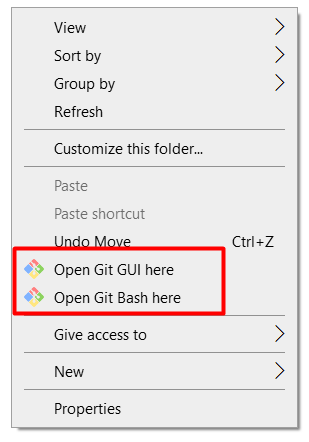 View
Sort by
Group by
Refresh
Customize this folder...
Paste
Paste shortcut
Undo Move Ctrl+Z
Open Git GUI here
Open Git Bash here
Give access to
New
Properties